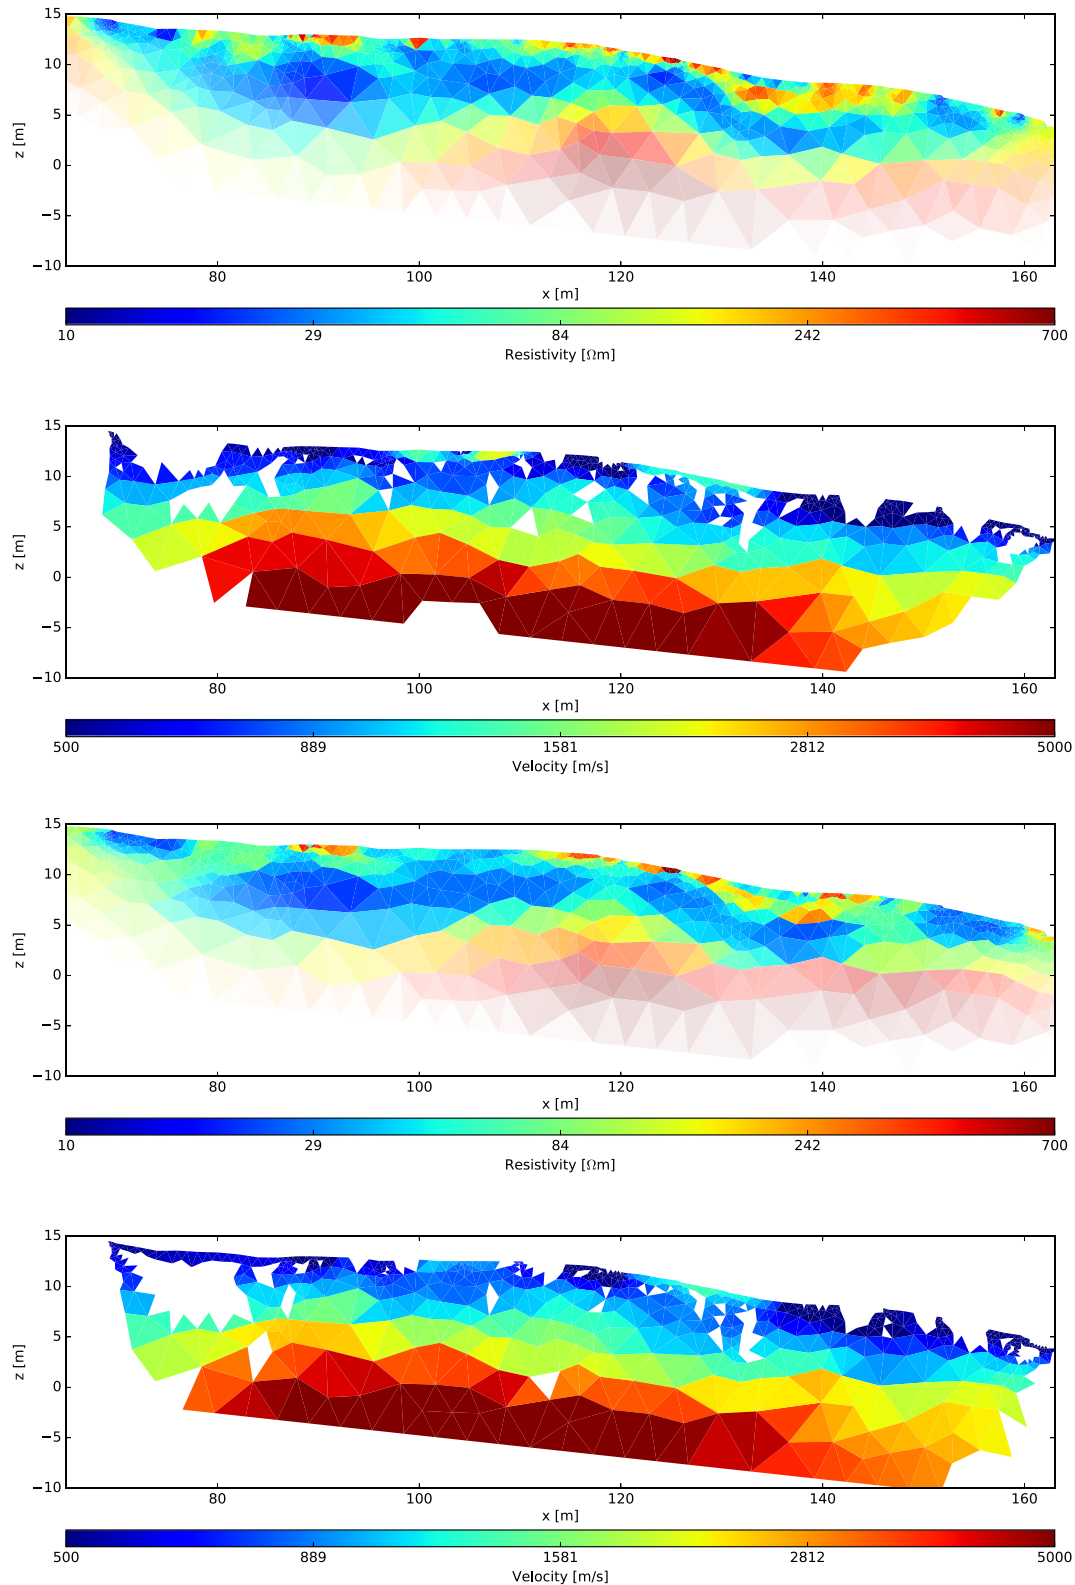 15
10
5
0
−5
−10
z [m]
80 100 120 140 160
x [m]
10 29 84 242 700
Resistivity [Ωm]
15
10
5
0
−5
−10
z [m]
80 100 120 140 160
x [m]
500 889 1581 2812 5000
Velocity [m/s]
15
10
5
0
−5
−10
z [m]
80 100 120 140 160
x [m]
10 29 84 242 700
Resistivity [Ωm]
15
10
5
0
−5
−10
z [m]
80 100 120 140 160
x [m]
500 889 1581 2812 5000
Velocity [m/s]